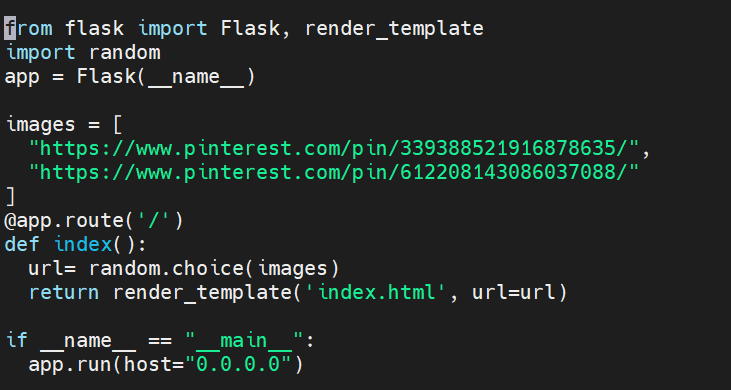 from flask import Flask, render_template
import random
app = Flask(__name__)

images = [
  "https://www.pinterest.com/pin/339388521916878635/",
  "https://www.pinterest.com/pin/612208143086037088/"
]
@app.route('/')
def index():
  url= random.choice(images)
  return render_template('index.html', url=url)

if __name__ == "__main__":
  app.run(host="0.0.0.0")